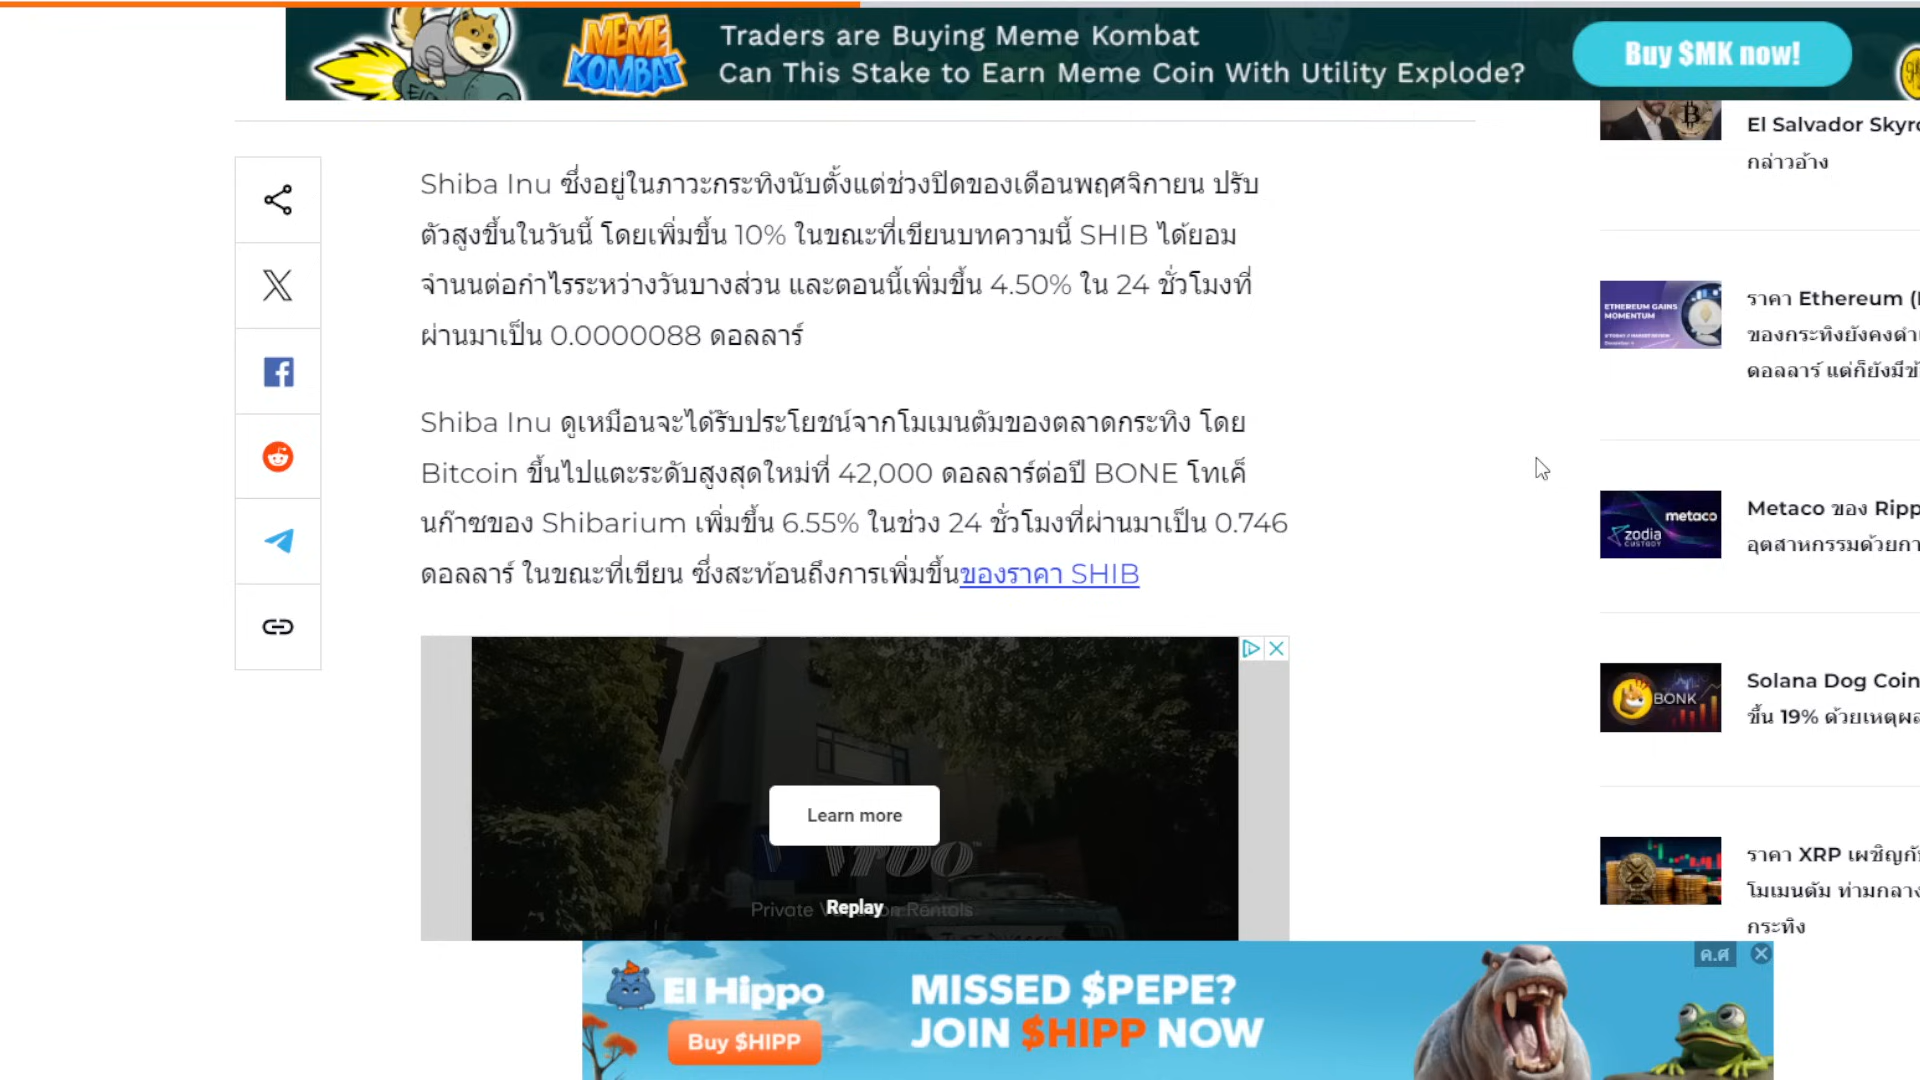 MEME KOMBAT
Traders are Buying Meme Kombat
Can This Stake to Earn Meme Coin With Utility Explode?
Buy $MK now!
Shiba Inu ซึ่งอยู่ในภาวะกระทิงนับตั้งแต่ช่วงปิดของเดือนพฤศจิกายน ปรับ
ตัวสูงขึ้นในวันนี้ โดยเพิ่มขึ้น 10% ในขณะที่เขียนบทความนี้ SHIB ได้ยอม
จำนนต่อกำไรระหว่างวันบางส่วน และตอนนี้เพิ่มขึ้น 4.50% ใน 24 ชั่วโมงที่
ผ่านมาเป็น 0.0000088 ดอลลาร์
Shiba Inu ดูเหมือนจะได้รับประโยชน์จากโมเมนตัมของตลาดกระทิง โดย
Bitcoin ขึ้นไปแตะระดับสูงสุดใหม่ที่ 42,000 ดอลลาร์ต่อปี BONE โทเค็
นก๊าซของ Shibarium เพิ่มขึ้น 6.55% ในช่วง 24 ชั่วโมงที่ผ่านมาเป็น 0.746
ดอลลาร์ ในขณะที่เขียน ซึ่งสะท้อนถึงการเพิ่มขึ้นของราคา SHIB
Learn more
Replay
El Salvador Skyro
กล่าวอ้าง
ETHEREUM GAINS
MOMENTUM
ราคา Ethereum (
ของกระทิงยังคงดำ
ดอลลาร์ แต่ก็ยังมี
metaco
zodia
CUSTODY
Metaco ของ Ripp
อุตสาหกรรมด้วยกา
BONK
Solana Dog Coin
ขึ้น 19% ด้วยเหตุผล
ราคา XRP เผชิญกับ
โมเมนตัม ท่ามกลาง
กระทิง
El Hippo
Buy $HIPP
MISSED $PEPE?
JOIN $HIPP NOW
ค.ศ